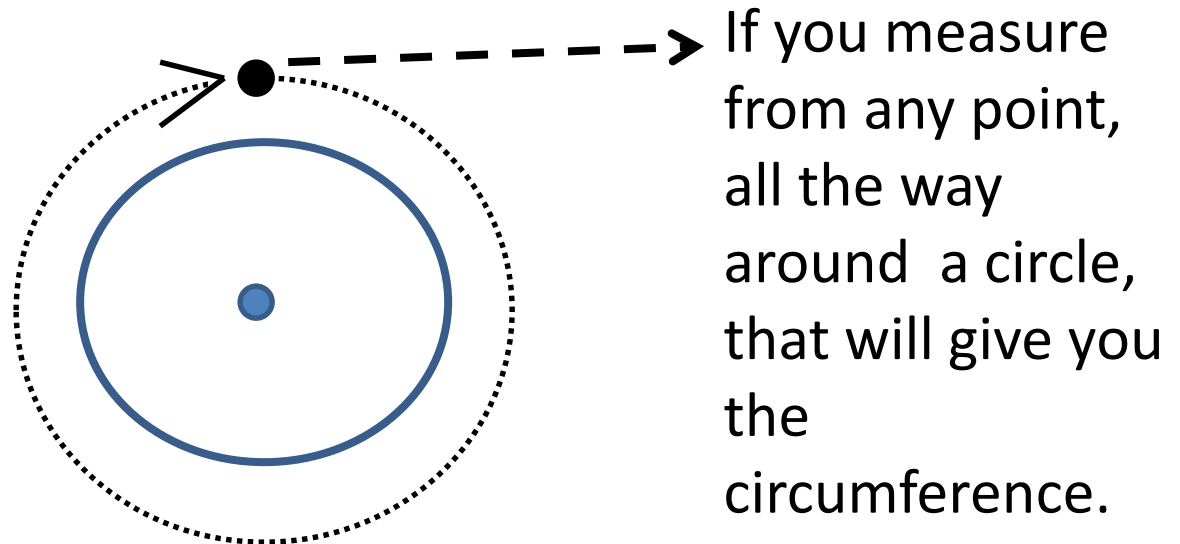 If you measure
from any point,
all the way
around  a circle,
that will give you
the
circumference.